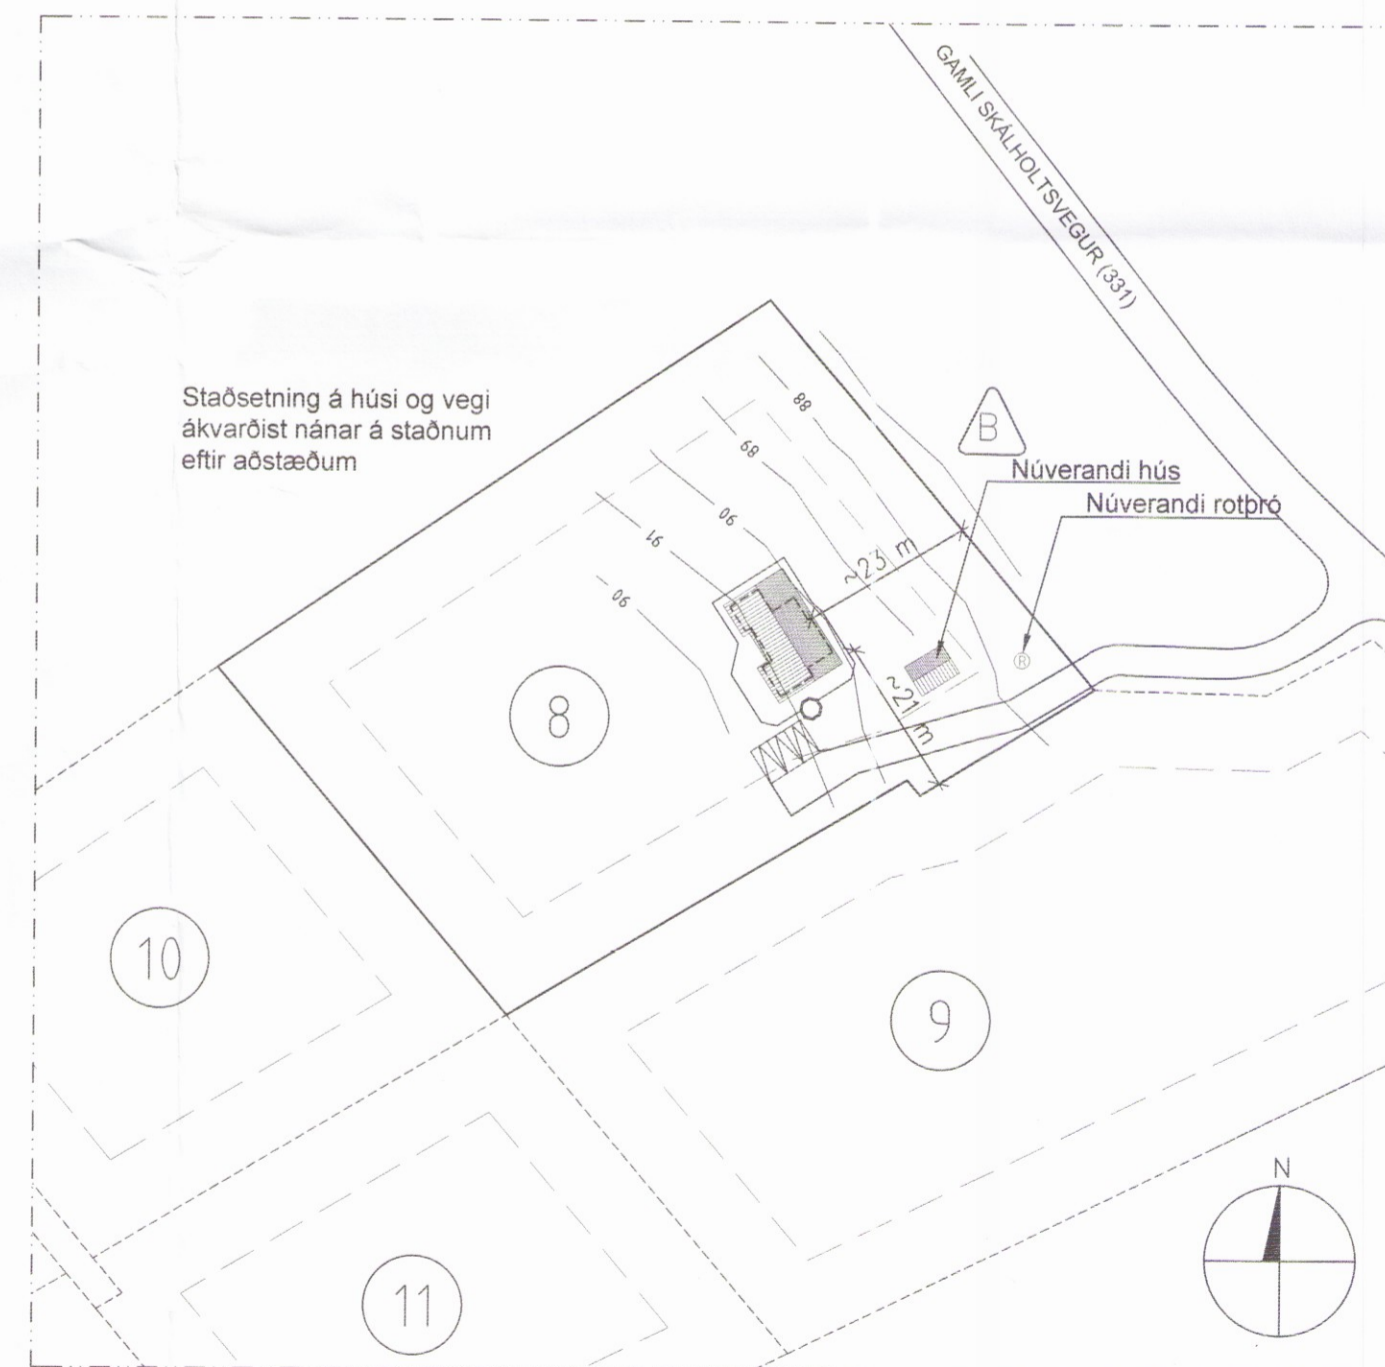 GAMLI SKÁLHOLTSVEGUR (331)
Staðsetning á húsi og vegi
ákvarðist nánar á staðnum
eftir aðstæðum
88
89
90
91
90
B
Núverandi hús
Núverandi rotþró
~23 m
~21 m
R
8
10
9
11
N